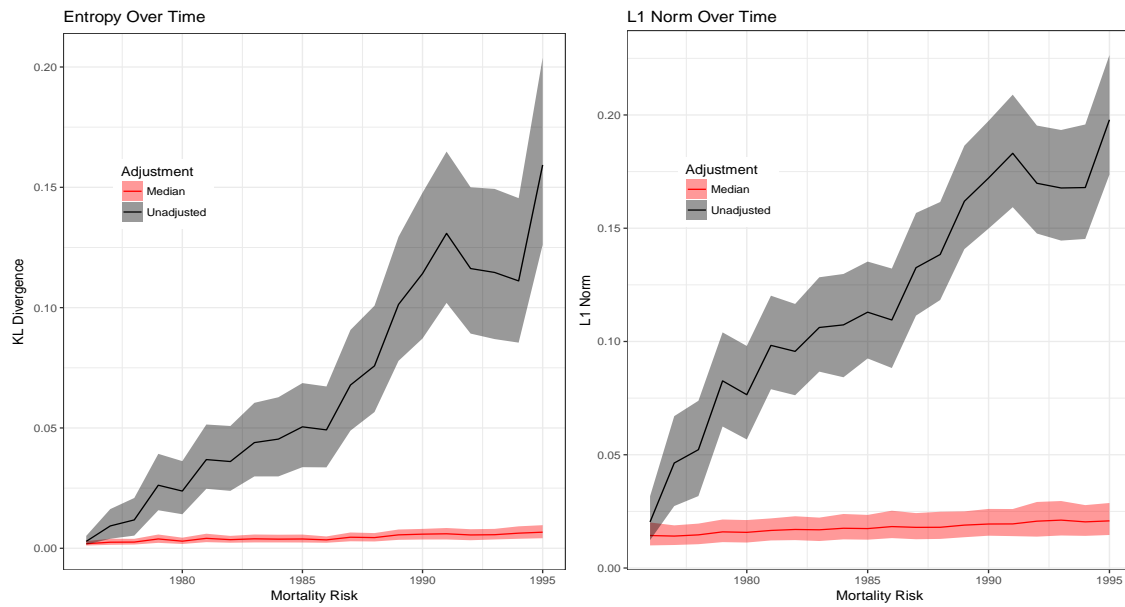 Entropy Over Time
KL Divergence
0.20
0.15
0.10
0.05
0.00
Adjustment
Median
Unadjusted
1980
1985
1990
1995
Mortality Risk
L1 Norm Over Time
L1 Norm
0.20
0.15
0.10
0.05
0.00
Adjustment
Median
Unadjusted
1980
1985
1990
1995
Mortality Risk